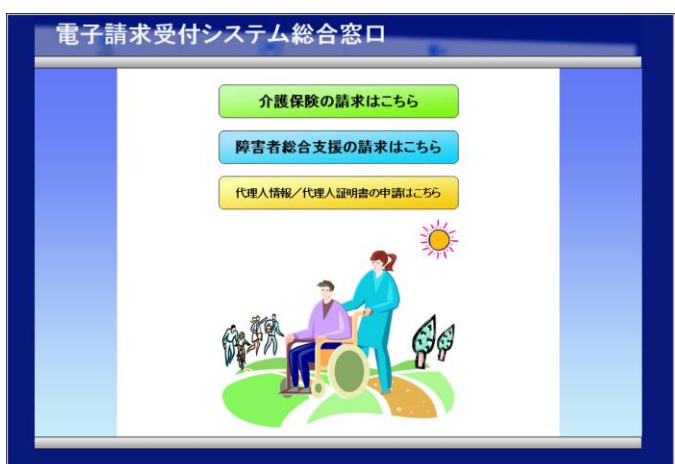 電子請求受付システム総合窓口
介護保険の請求はこちら
障害者総合支援の請求はこちら
代理人情報／代理人証明書の申請はこちら